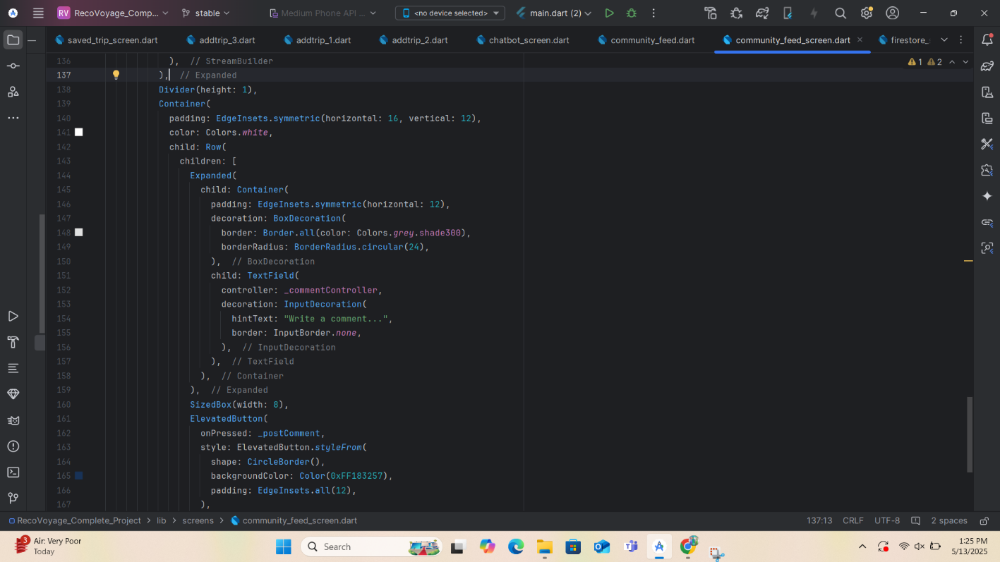 RV RecoVoyage_Comp... stable Medium Phone API ... <no device selected> main.dart (2)
saved_trip_screen.dart addtrip_3.dart addtrip_1.dart addtrip_2.dart chatbot_screen.dart community_feed.dart community_feed_screen.dart firestore_s
1 2
136 ), // StreamBuilder
137 ), // Expanded
138 Divider(height: 1),
139 Container(
140 padding: EdgeInsets.symmetric(horizontal: 16, vertical: 12),
141 color: Colors.white,
142 child: Row(
143 children: [
144 Expanded(
145 child: Container(
146 padding: EdgeInsets.symmetric(horizontal: 12),
147 decoration: BoxDecoration(
148 border: Border.all(color: Colors.grey.shade300),
149 borderRadius: BorderRadius.circular(24),
150 ), // BoxDecoration
151 child: TextField(
152 controller: _commentController,
153 decoration: InputDecoration(
154 hintText: "Write a comment...",
155 border: InputBorder.none,
156 ), // InputDecoration
157 ), // TextField
158 ), // Container
159 ), // Expanded
160 SizedBox(width: 8),
161 ElevatedButton(
162 onPressed: _postComment,
163 style: ElevatedButton.styleFrom(
164 shape: CircleBorder(),
165 backgroundColor: Color(0xFF183257),
166 padding: EdgeInsets.all(12),
167 ),
RecoVoyage_Complete_Project > lib > screens > community_feed_screen.dart 137:13 CRLF UTF-8 2 spaces
3 Air: Very Poor
Today
Search
1:25 PM
5/13/2025